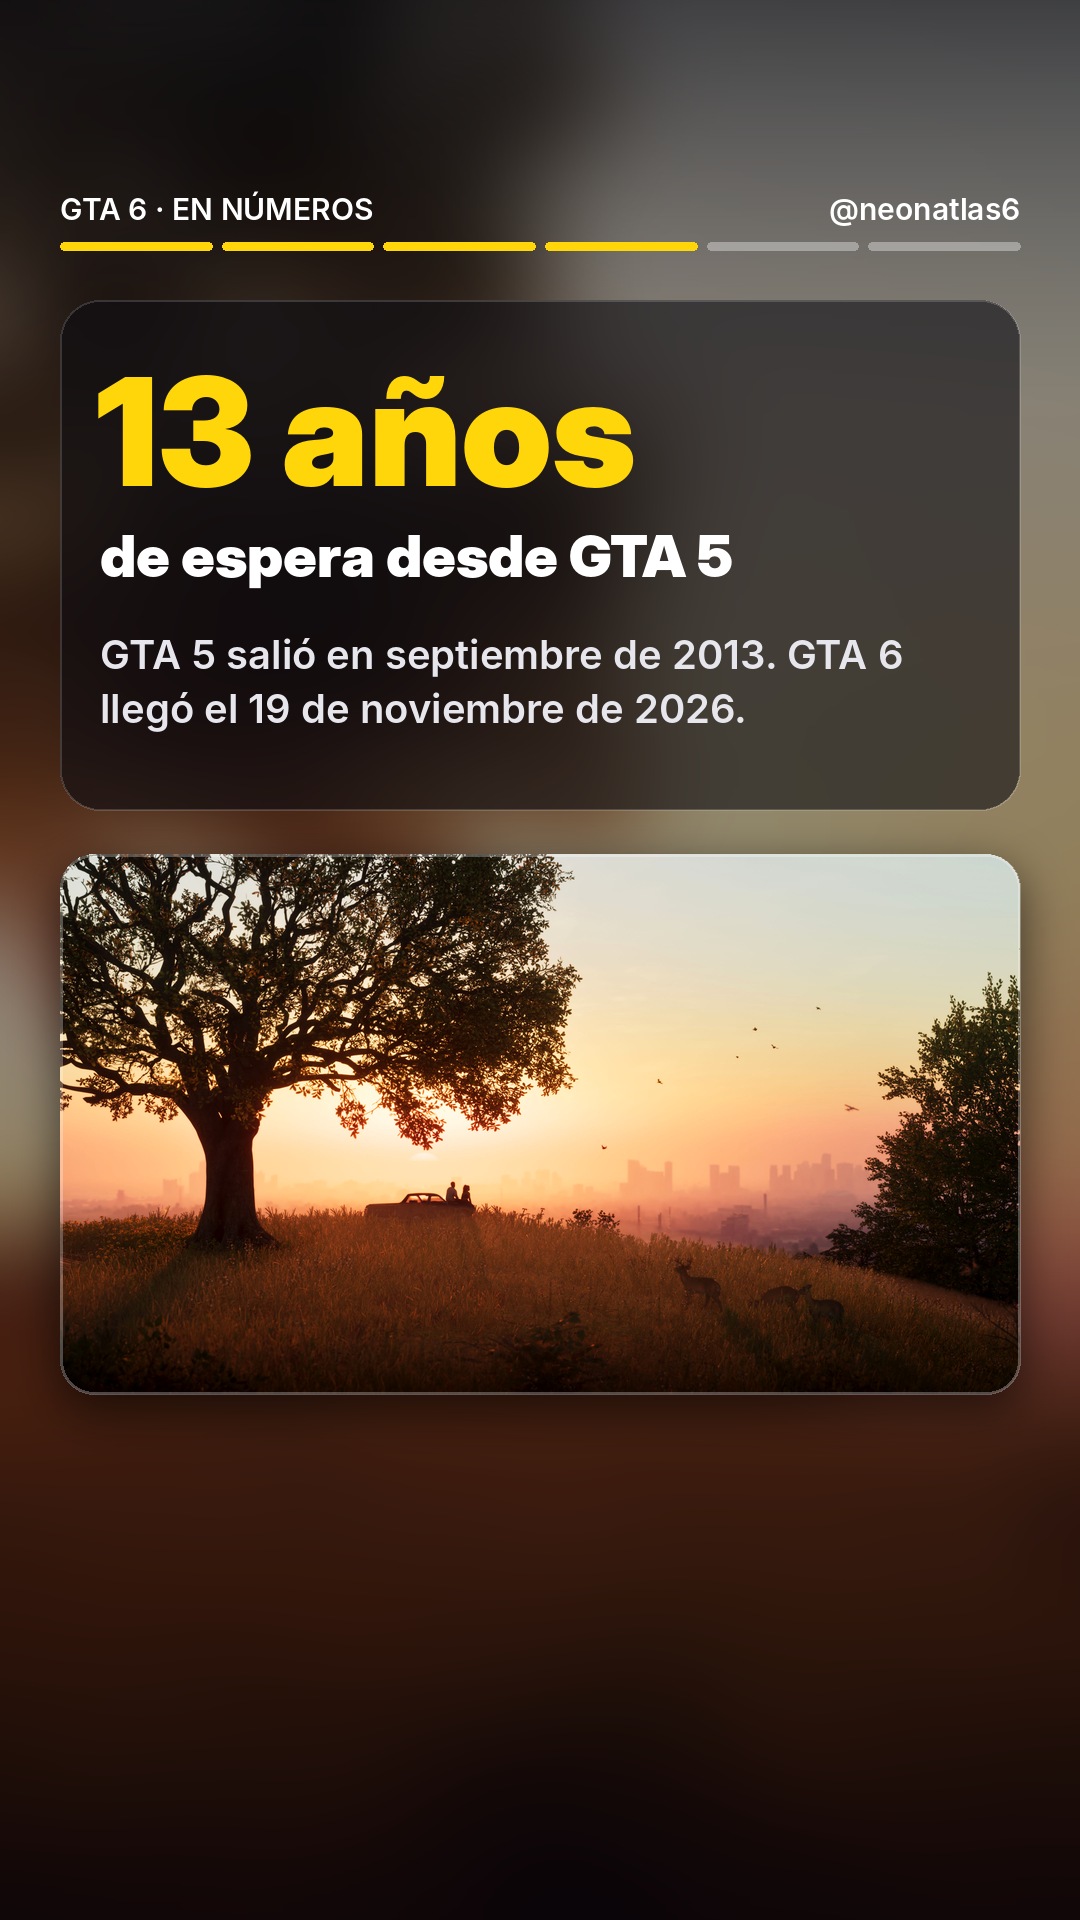 GTA 6 · EN NÚMEROS
@neonatlas6
13 años
de espera desde GTA 5
GTA 5 salió en septiembre de 2013. GTA 6
llegó el 19 de noviembre de 2026.